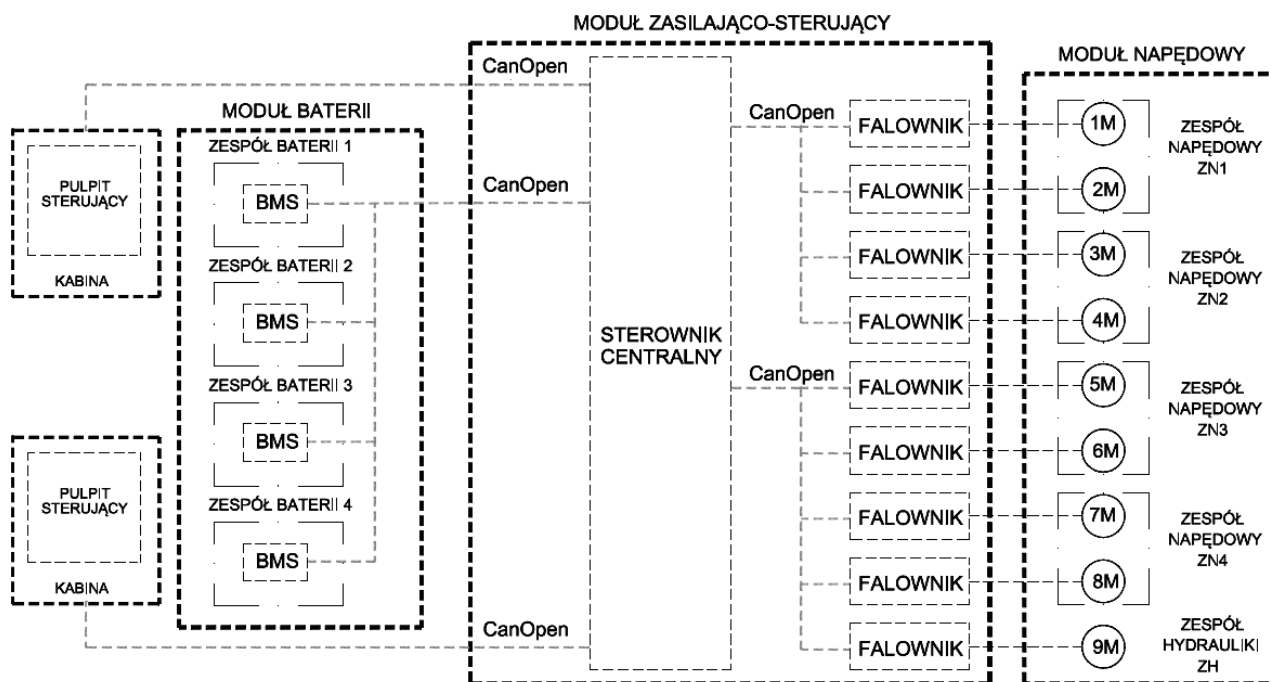 MODUŁ ZASILAJĄCO-STERUJĄCY
MODUŁ NAPĘDOWY
MODUŁ BATERII
CanOpen
PULPIT
STERUJĄCY
KABINA
PULPIT
STERUJĄCY
KABINA
ZESPÓŁ BATERII 1
BMS
ZESPÓŁ BATERII 2
BMS
ZESPÓŁ BATERII 3
BMS
ZESPÓŁ BATERII 4
BMS
CanOpen
CanOpen
STEROWNIK
CENTRALNY
CanOpen
CanOpen
FALOWNIK
FALOWNIK
FALOWNIK
FALOWNIK
FALOWNIK
FALOWNIK
FALOWNIK
FALOWNIK
FALOWNIK
1M
2M
3M
4M
5M
6M
7M
8M
9M
ZESPÓŁ
NAPĘDOWY
ZN1
ZESPÓŁ
NAPĘDOWY
ZN2
ZESPÓŁ
NAPĘDOWY
ZN3
ZESPÓŁ
NAPĘDOWY
ZN4
ZESPÓŁ
HYDRAULIKI
ZH